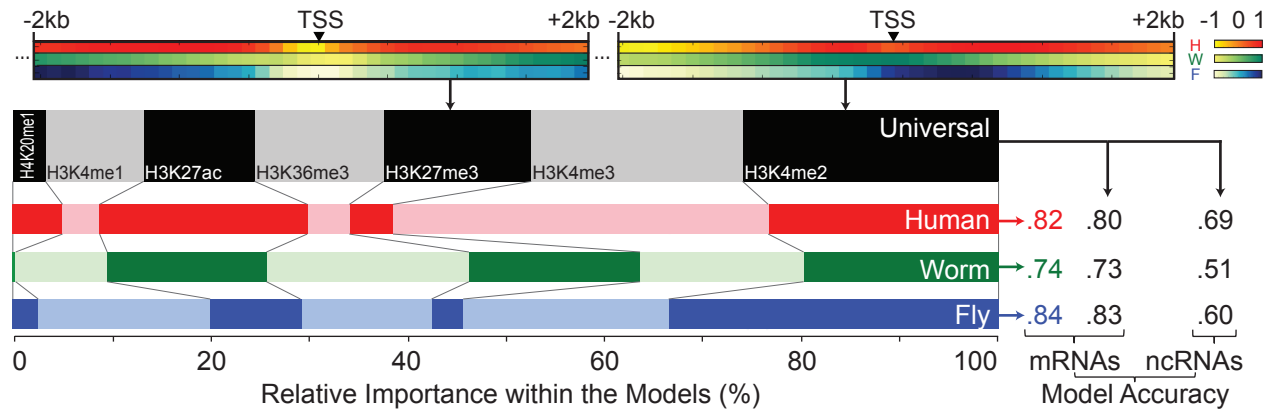 -2kb TSS +2kb -2kb TSS +2kb -1 0 1
H
... ... W
F
H4K20me1 H3K4me1 H3K27ac H3K36me3 H3K27me3 H3K4me3 H3K4me2 Universal
Human .82 .80 .69
Worm .74 .73 .51
Fly .84 .83 .60
0 20 40 60 80 100 mRNAs ncRNAs
Relative Importance within the Models (%) Model Accuracy